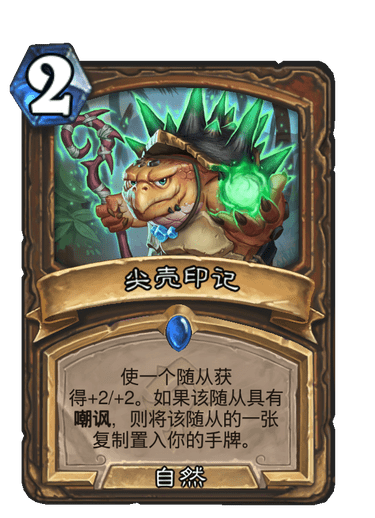 2
尖壳印记
使一个随从获
得+2/+2。如果该随从具有
嘲讽，则将该随从的一张
复制置入你的手牌。
自然